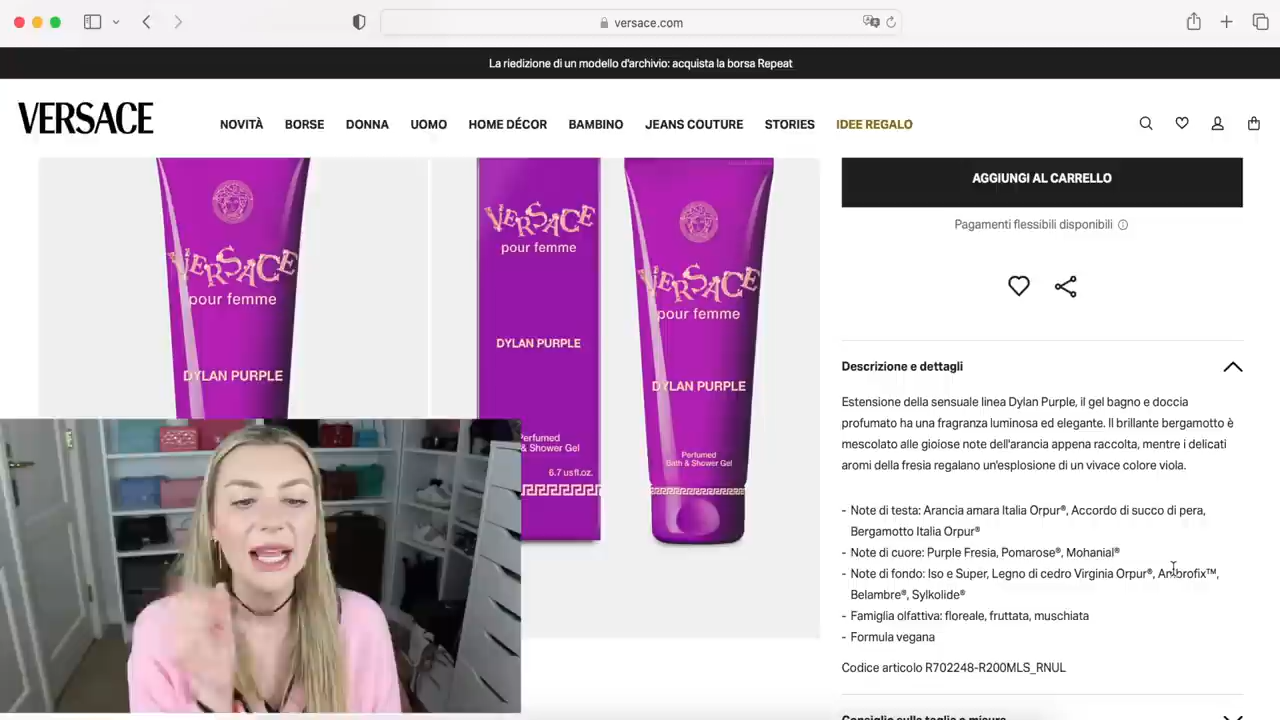 versace.com
La riedizione di un modello d'archivio: acquista la borsa Repeat
VERSACE
NOVITÀ BORSE DONNA UOMO HOME DÉCOR BAMBINO JEANS COUTURE STORIES IDEE REGALO
VERSACE
pour femme
DYLAN PURPLE
VERSACE
pour femme
DYLAN PURPLE
Perfumed
& Shower Gel
6.7 us fl.oz.
VERSACE
pour femme
DYLAN PURPLE
Perfumed
Bath & Shower Gel
AGGIUNGI AL CARRELLO
Pagamenti flessibili disponibili
Descrizione e dettagli
Estensione della sensuale linea Dylan Purple, il gel bagno e doccia
profumato ha una fragranza luminosa ed elegante. Il brillante bergamotto è
mescolato alle gioiose note dell'arancia appena raccolta, mentre i delicati
aromi della fresia regalano un'esplosione di un vivace colore viola.
- Note di testa: Arancia amara Italia Orpur®, Accordo di succo di pera,
Bergamotto Italia Orpur®
- Note di cuore: Purple Fresia, Pomarose®, Mohanial®
- Note di fondo: Iso e Super, Legno di cedro Virginia Orpur®, Ambrofix™,
Belambre®, Sylkolide®
- Famiglia olfattiva: floreale, fruttata, muschiata
- Formula vegana
Codice articolo R702248-R200MLS_RNUL